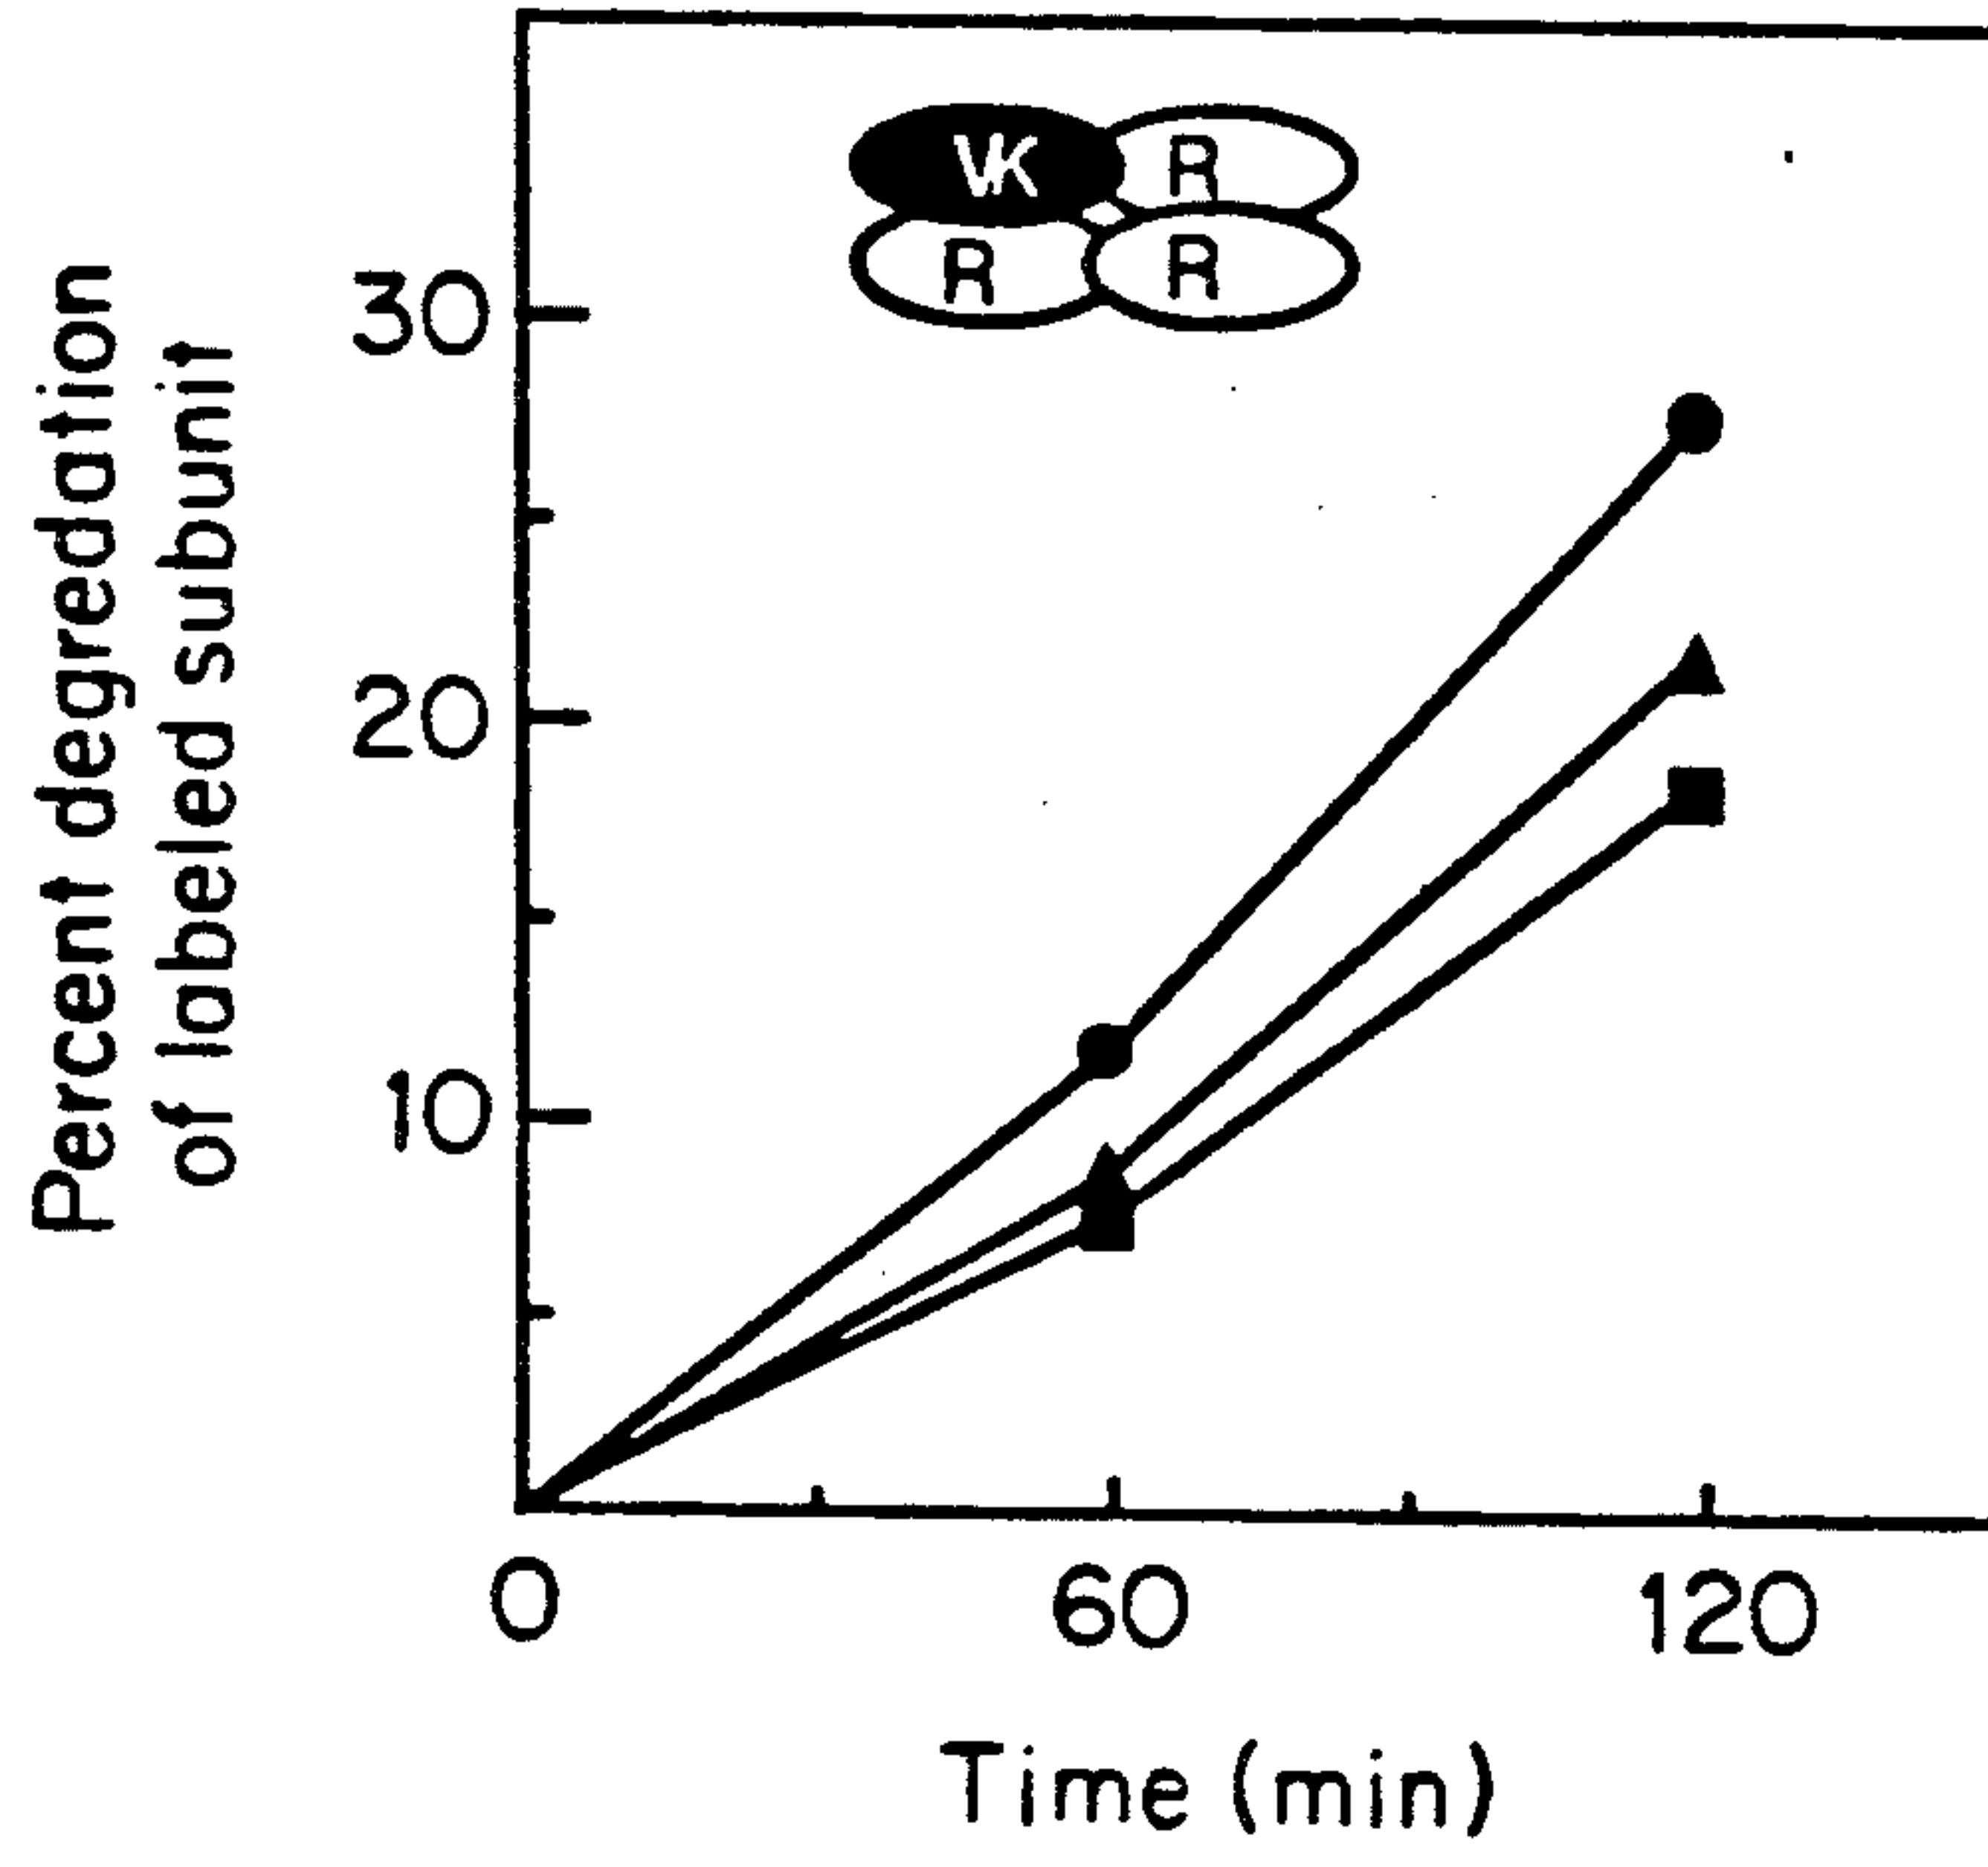 Percent degredation
of labeled subunit
VK R
R R
30
20
10
0 60 120
Time (min)